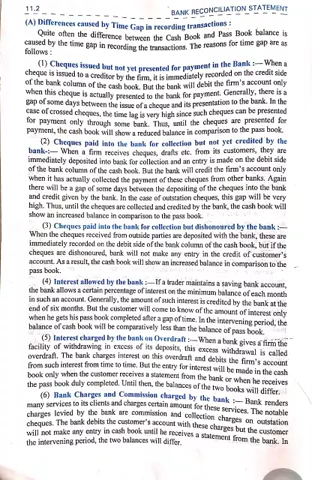 11.2
BANK RECONCILIATION STATEMENT
(A) Differences caused by Time Gap in recording transactions :
Quite often the difference between the Cash Book and Pass Book balance is
caused by the time gap in recording the transactions. The reasons for time gap are as
follows :
(1) Cheques issued but not yet presented for payment in the Bank :— When a
cheque is issued to a creditor by the firm, it is immediately recorded on the credit side
of the bank column of the cash book. But the bank will debit the firm's account only
when this cheque is actually presented to the bank for payment. Generally, there is a
gap of some days between the issue of a cheque and its presentation to the bank. In the
case of crossed cheques, the time lag is very high since such cheques can be presented
for payment only through some bank. Thus, until the cheques are presented for
payment, the cash book will show a reduced balance in comparison to the pass book.
(2) Cheques paid into the bank for collection but not yet credited by the
bank-:— When a firm receives cheques, drafts etc. from its customers, they are
immediately deposited into bank for collection and an entry is made on the debit side
of the bank column of the cash book. But the bank will credit the firm's account only
when it has actually collected the payment of these cheques from other banks. Again
there will be a gap of some days between the depositing of the cheques into the bank
and credit given by the bank. In the case of outstation cheques, this gap will be very
high. Thus, until the cheques are collected and credited by the bank, the cash book will
show an increased balance in comparison to the pass book.
(3) Cheques paid into the bank for collection but dishonoured by the bank :—
When the cheques received from outside parties are deposited with the bank, these are
immediately recorded on the debit side of the bank column of the cash book, but if the
cheques are dishonoured, bank will not make any entry in the credit of customer's
account. As a result, the cash book will show an increased balance in comparison to the
pass book.
(4) Interest allowed by the bank :—If a trader maintains a saving bank account,
the bank allows a certain percentage of interest on the minimum balance of each month
in such an account. Generally, the amount of such interest is credited by the bank at the
end of six months. But the customer will come to know of the amount of interest only
when he gets his pass book completed after a gap of time. In the intervening period, the
balance of cash book will be comparatively less than the balance of pass book.
(5) Interest charged by the bank on Overdraft :— When a bank gives a firm the
facility of withdrawing in excess of its deposits, this excess withdrawal is called
overdraft. The bank charges interest on this overdraft and debits the firm's account
from such interest from time to time. But the entry for interest will be made in the cash
book only when the customer receives a statement from the bank or when he receives
the pass book duly completed. Until then, the balances of the two books will differ.
(6) Bank Charges and Commission charged by the bank :— Bank renders
many services to its clients and charges certain amount for these services. The notable
charges levied by the bank are commission and collection charges on outstation
cheques. The bank debits the customer's account with these charges but the customer
will not make any entry in cash book until he receives a statement from the bank. In
the intervening period, the two balances will differ.